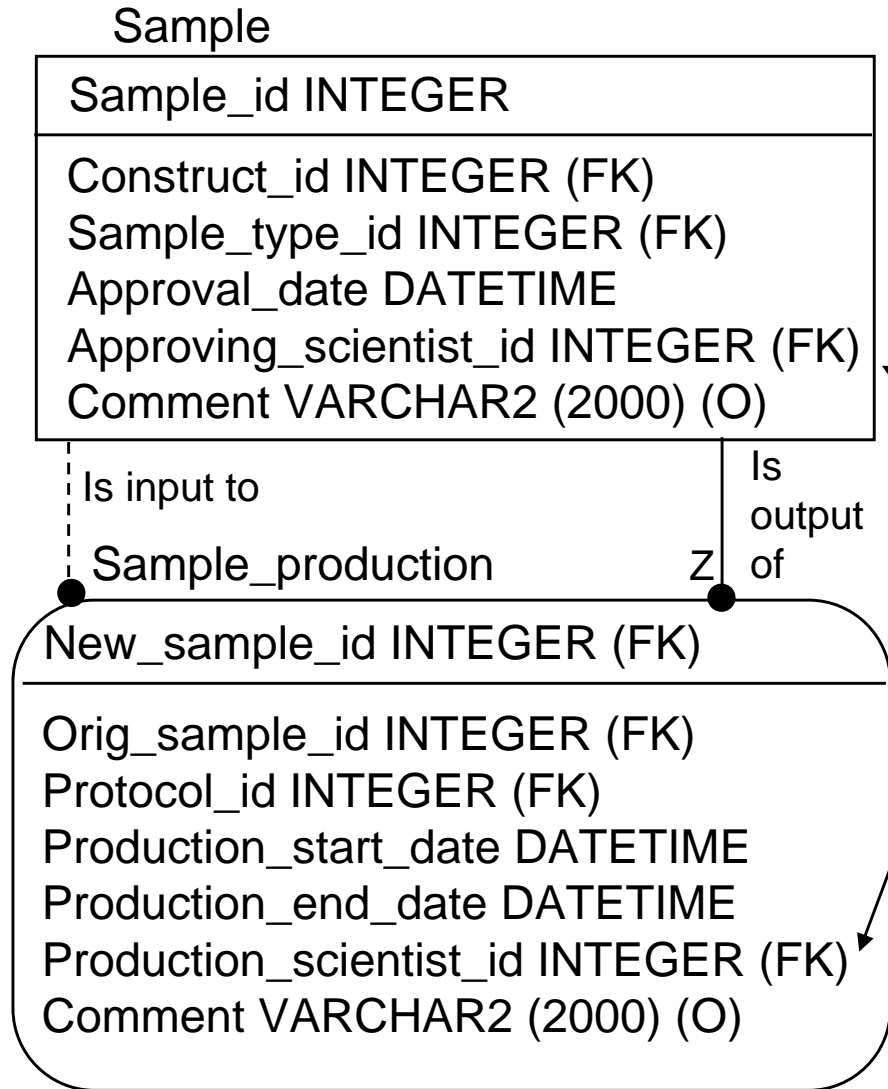 Sample
Sample_id INTEGER
Construct_id INTEGER (FK)
Sample_type_id INTEGER (FK)
Approval_date DATETIME
Approving_scientist_id INTEGER (FK)
Comment VARCHAR2 (2000) (O)
Is input to
Is
output
of
Sample_production
Z
New_sample_id INTEGER (FK)
Orig_sample_id INTEGER (FK)
Protocol_id INTEGER (FK)
Production_start_date DATETIME
Production_end_date DATETIME
Production_scientist_id INTEGER (FK)
Comment VARCHAR2 (2000) (O)